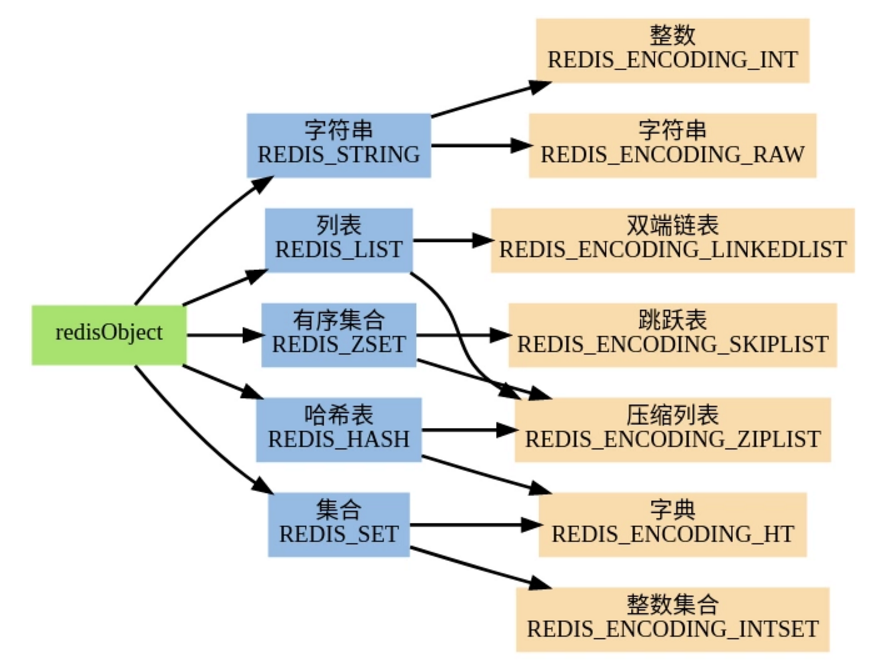 redisObject
字符串
REDIS_STRING
列表
REDIS_LIST
有序集合
REDIS_ZSET
哈希表
REDIS_HASH
集合
REDIS_SET
整数
REDIS_ENCODING_INT
字符串
REDIS_ENCODING_RAW
双端链表
REDIS_ENCODING_LINKEDLIST
跳跃表
REDIS_ENCODING_SKIPLIST
压缩列表
REDIS_ENCODING_ZIPLIST
字典
REDIS_ENCODING_HT
整数集合
REDIS_ENCODING_INTSET